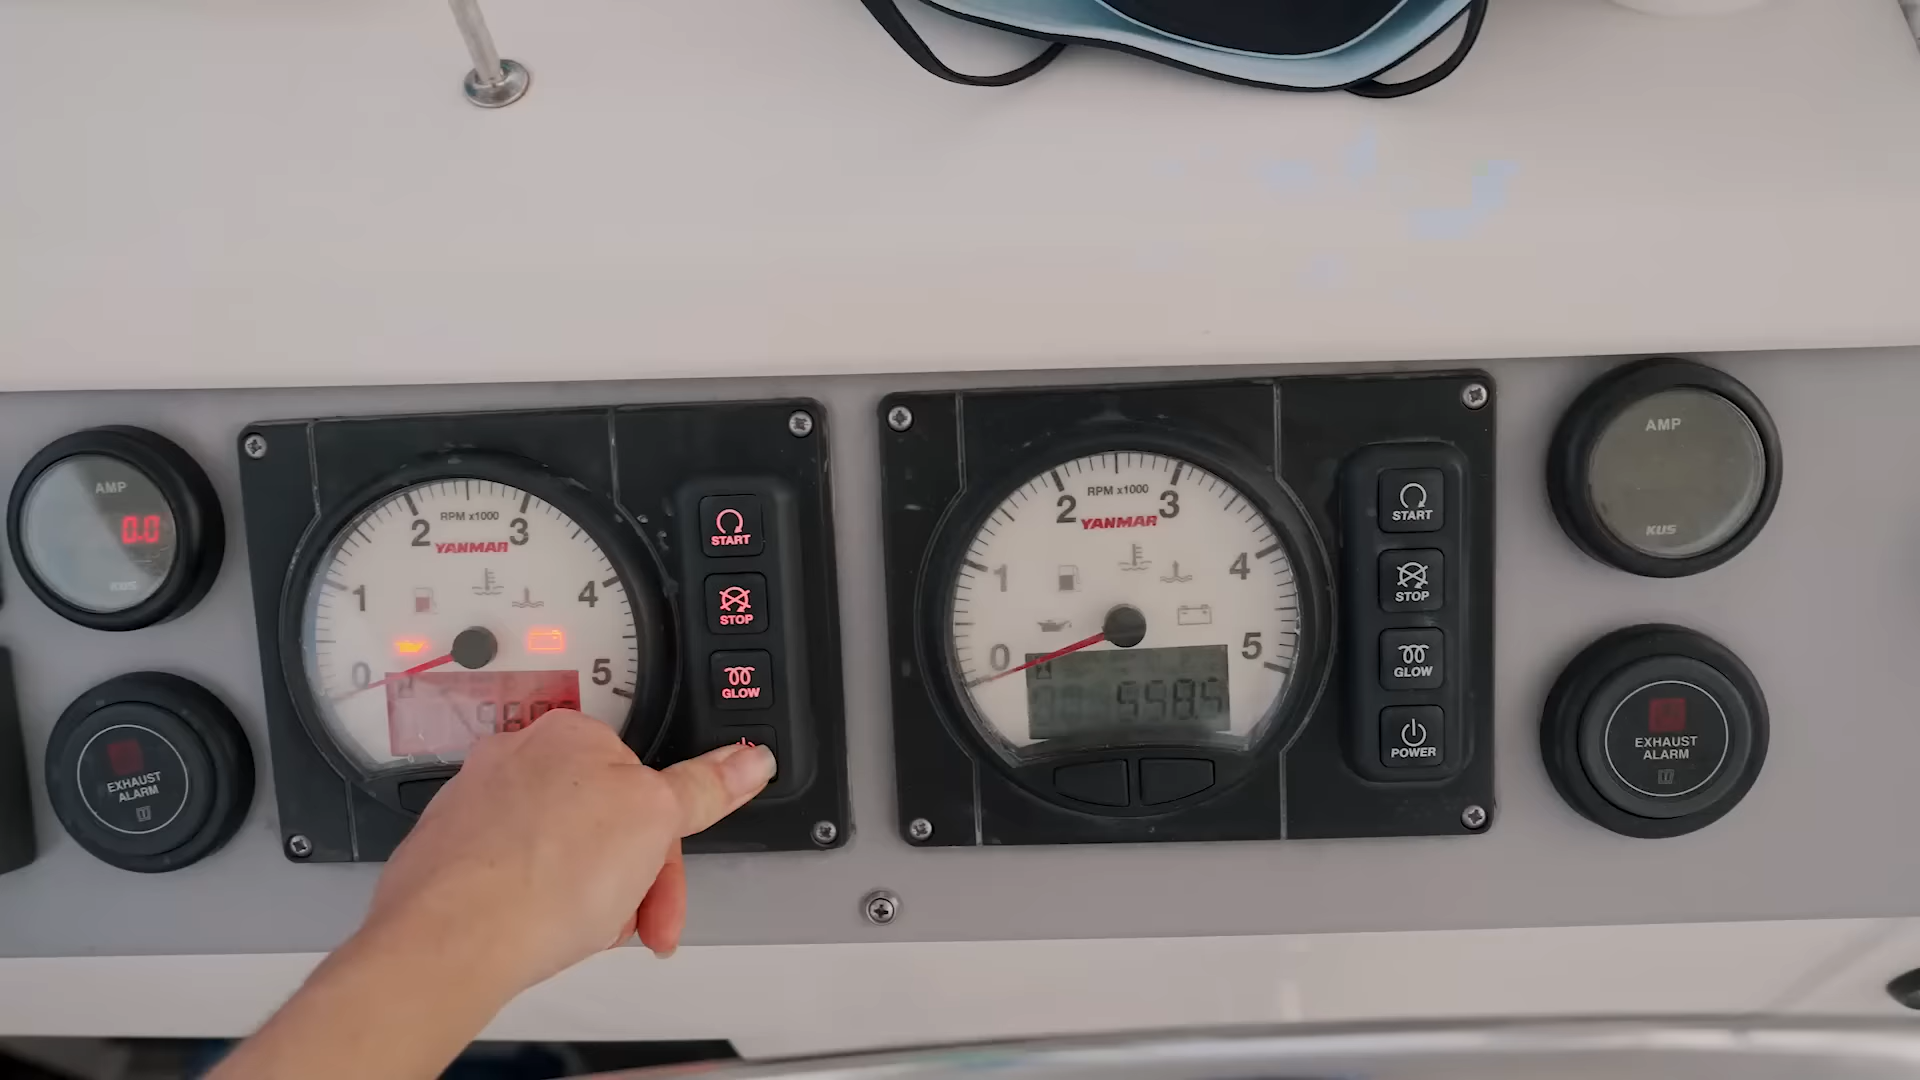 AMP
0.0
KUS
EXHAUST
ALARM
2 RPM x1000 3
YANMAR
1 4
0 5
START
STOP
GLOW
2 RPM x1000 3
YANMAR
1 4
0 5
558.5
START
STOP
GLOW
POWER
AMP
KUS
EXHAUST
ALARM